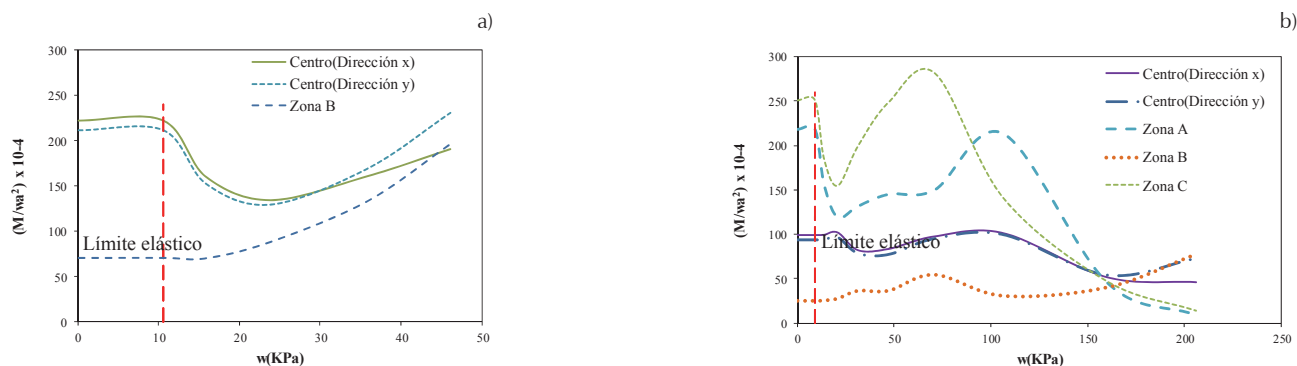 a)
300
250
200
150
100
50
0
(M/wa²) x 10-4
Centro(Dirección x)
Centro(Dirección y)
Zona B
Límite elástico
0 10 20 30 40 50
w(KPa)
b)
300
250
200
150
100
50
0
(M/wa²) x 10-4
Centro(Dirección x)
Centro(Dirección y)
Zona A
Zona B
Zona C
Límite elástico
0 50 100 150 200 250
w(KPa)